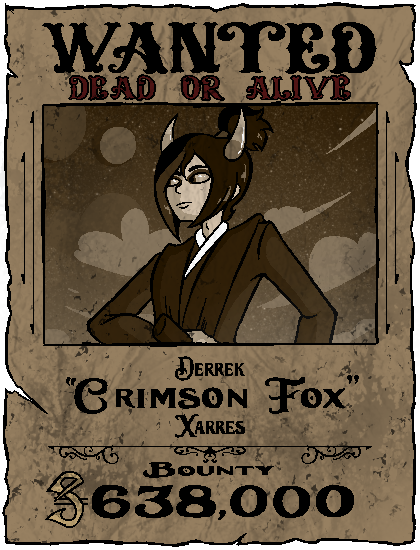 WANTED
DEAD OR ALIVE
DERREK
"CRIMSON FOX"
XARRES
BOUNTY
638,000